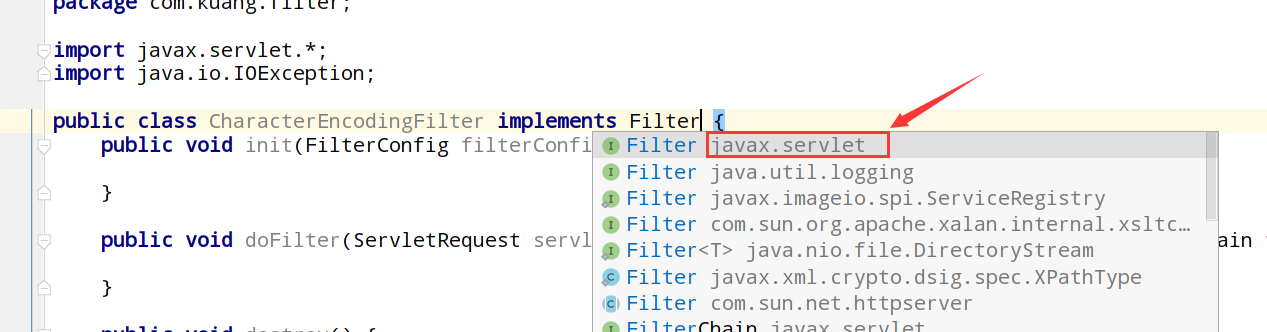 package com.kuang.filter;
import javax.servlet.*;
import java.io.IOException;
public class CharacterEncodingFilter implements Filter {
public void init(FilterConfig filterConfi
Filter javax.servlet
Filter java.util.logging
}
Filter javax.imageio.spi.ServiceRegistry
Filter com.sun.org.apache.xalan.internal.xsltc…
public void doFilter(ServletRequest servl
ain
Filter<T> java.nio.file.DirectoryStream
Filter javax.xml.crypto.dsig.spec.XPathType
}
Filter com.sun.net.httpserver
public void destroy() {
FilterChain javax.servlet